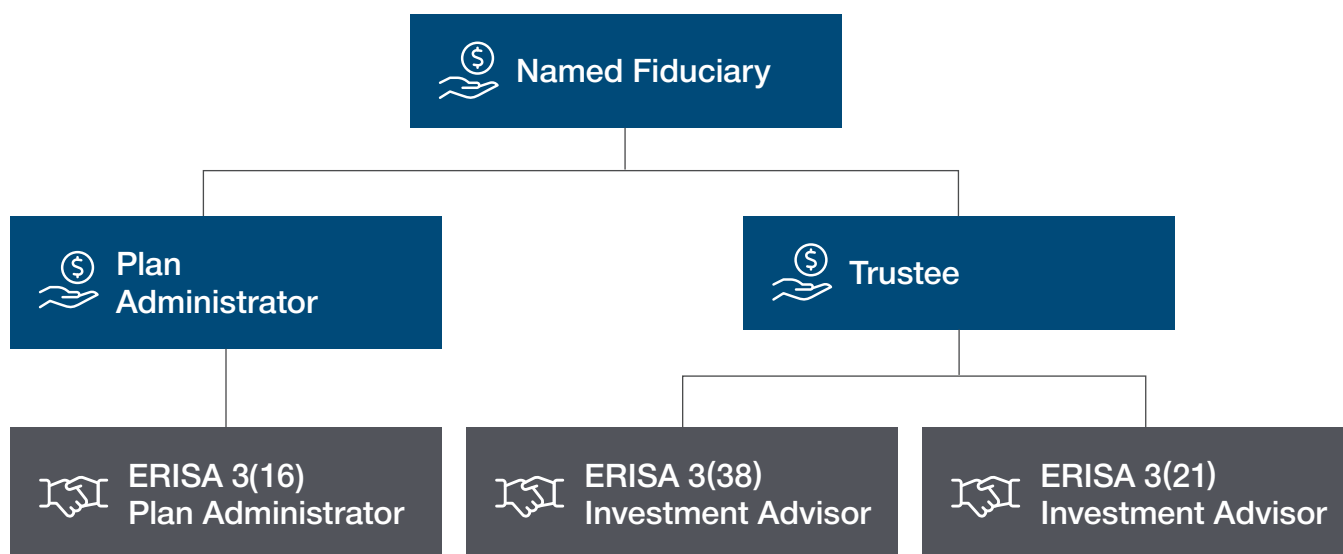 Named Fiduciary
Plan
Administrator
Trustee
ERISA 3(16)
Plan Administrator
ERISA 3(38)
Investment Advisor
ERISA 3(21)
Investment Advisor